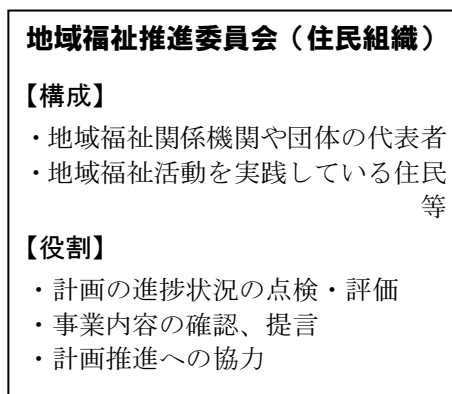 地域福祉推進委員会（住民組織）
【構成】
・地域福祉関係機関や団体の代表者
・地域福祉活動を実践している住民
等
【役割】
・計画の進捗状況の点検・評価
・事業内容の確認、提言
・計画推進への協力